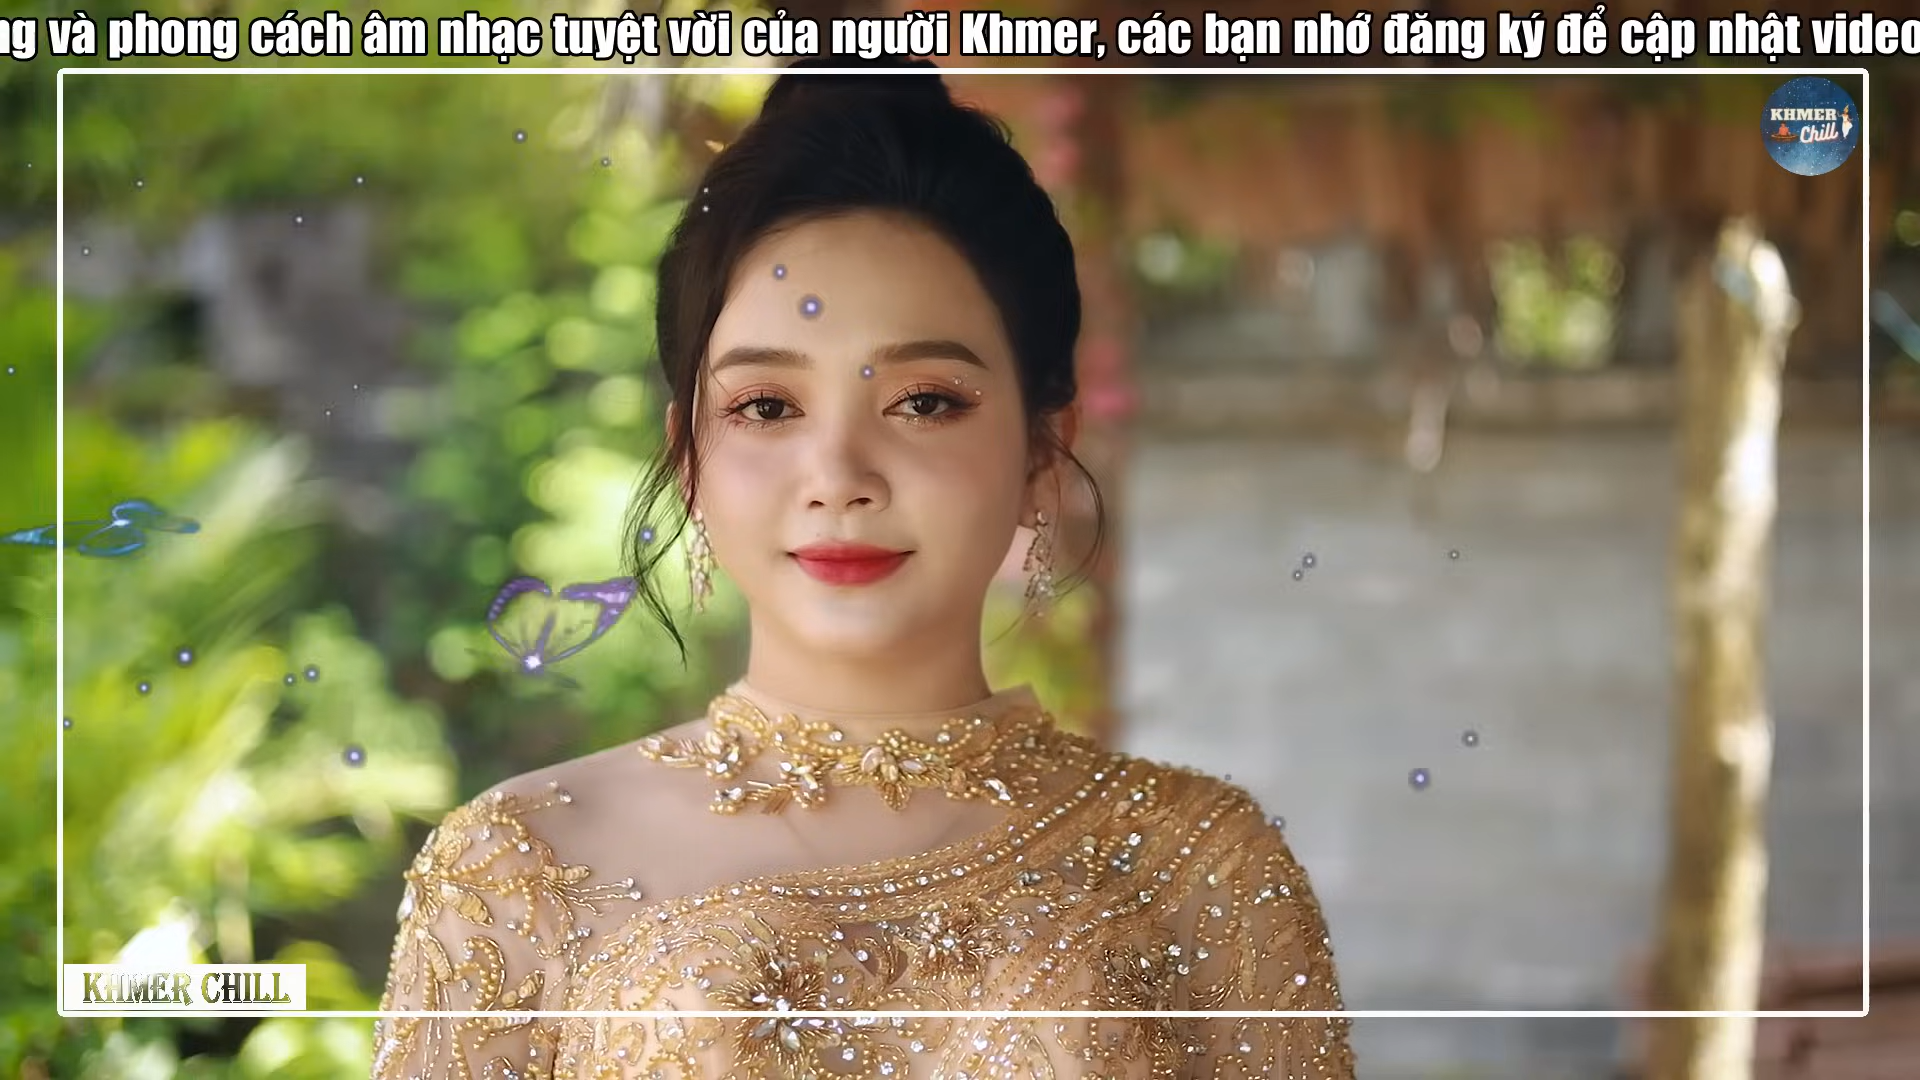 và phong cách âm nhạc tuyệt vời của người Khmer, các bạn nhớ đăng ký để cập nhật video
KHMER
Chill
KHMER CHILL